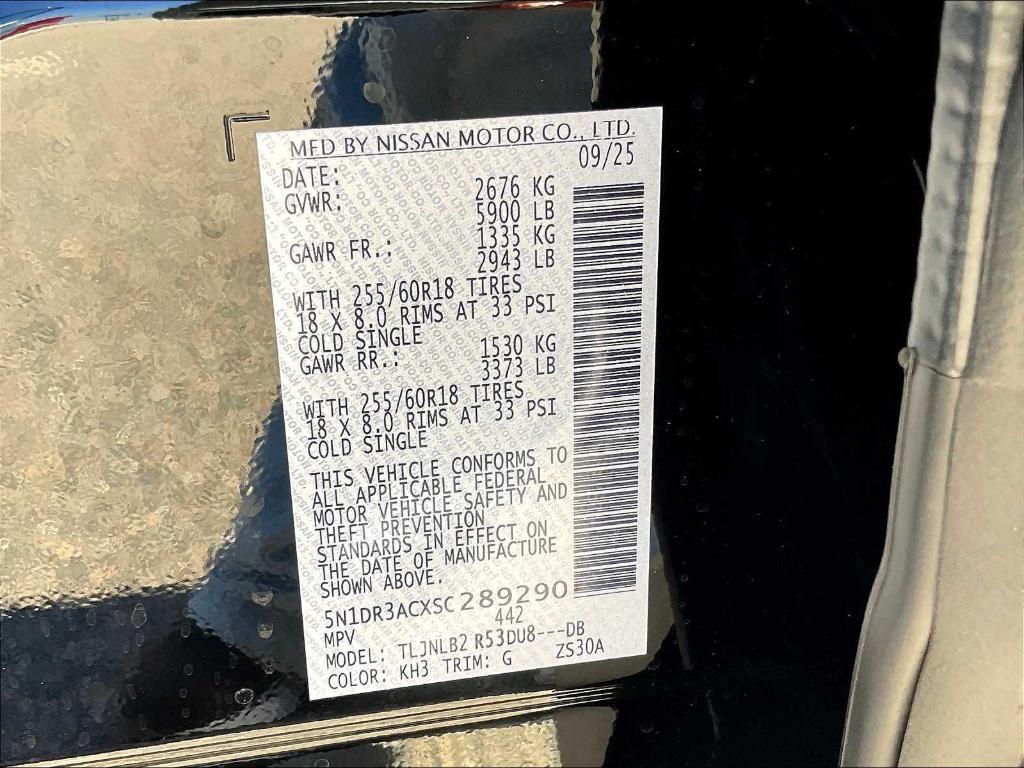 MFD BY NISSAN MOTOR CO., LTD.
DATE: 09/25
GVWR: 2676 KG
5900 LB
GAWR FR.: 1335 KG
2943 LB
WITH 255/60R18 TIRES
18 X 8.0 RIMS AT 33 PSI
COLD SINGLE
GAWR RR.: 1530 KG
3373 LB
WITH 255/60R18 TIRES
18 X 8.0 RIMS AT 33 PSI
COLD SINGLE
THIS VEHICLE CONFORMS TO
ALL APPLICABLE FEDERAL
MOTOR VEHICLE SAFETY AND
THEFT PREVENTION
STANDARDS IN EFFECT ON
THE DATE OF MANUFACTURE
SHOWN ABOVE.
5N1DR3ACXSC289290
MPV 442
MODEL: TLJNLB2 R53DU8---DB
COLOR: KH3 TRIM: G ZS30A